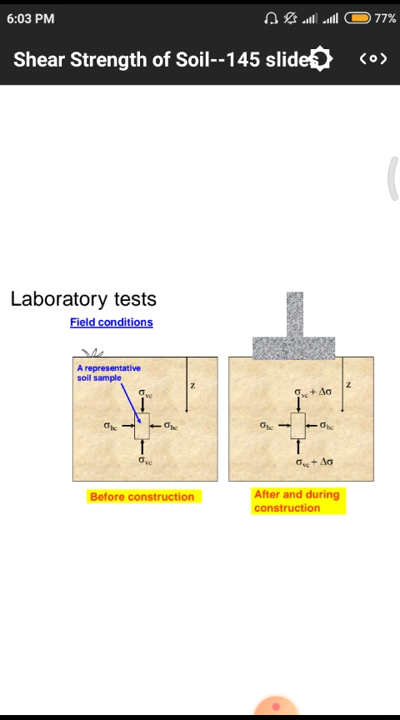 6:03 PM
77%
Shear Strength of Soil--145 slides
Laboratory tests
Field conditions
A representative
soil sample
σvc
σhc
σhc
σvc
z
Before construction
σvc + Δσ
σhc
σhc
σvc + Δσ
z
After and during
construction